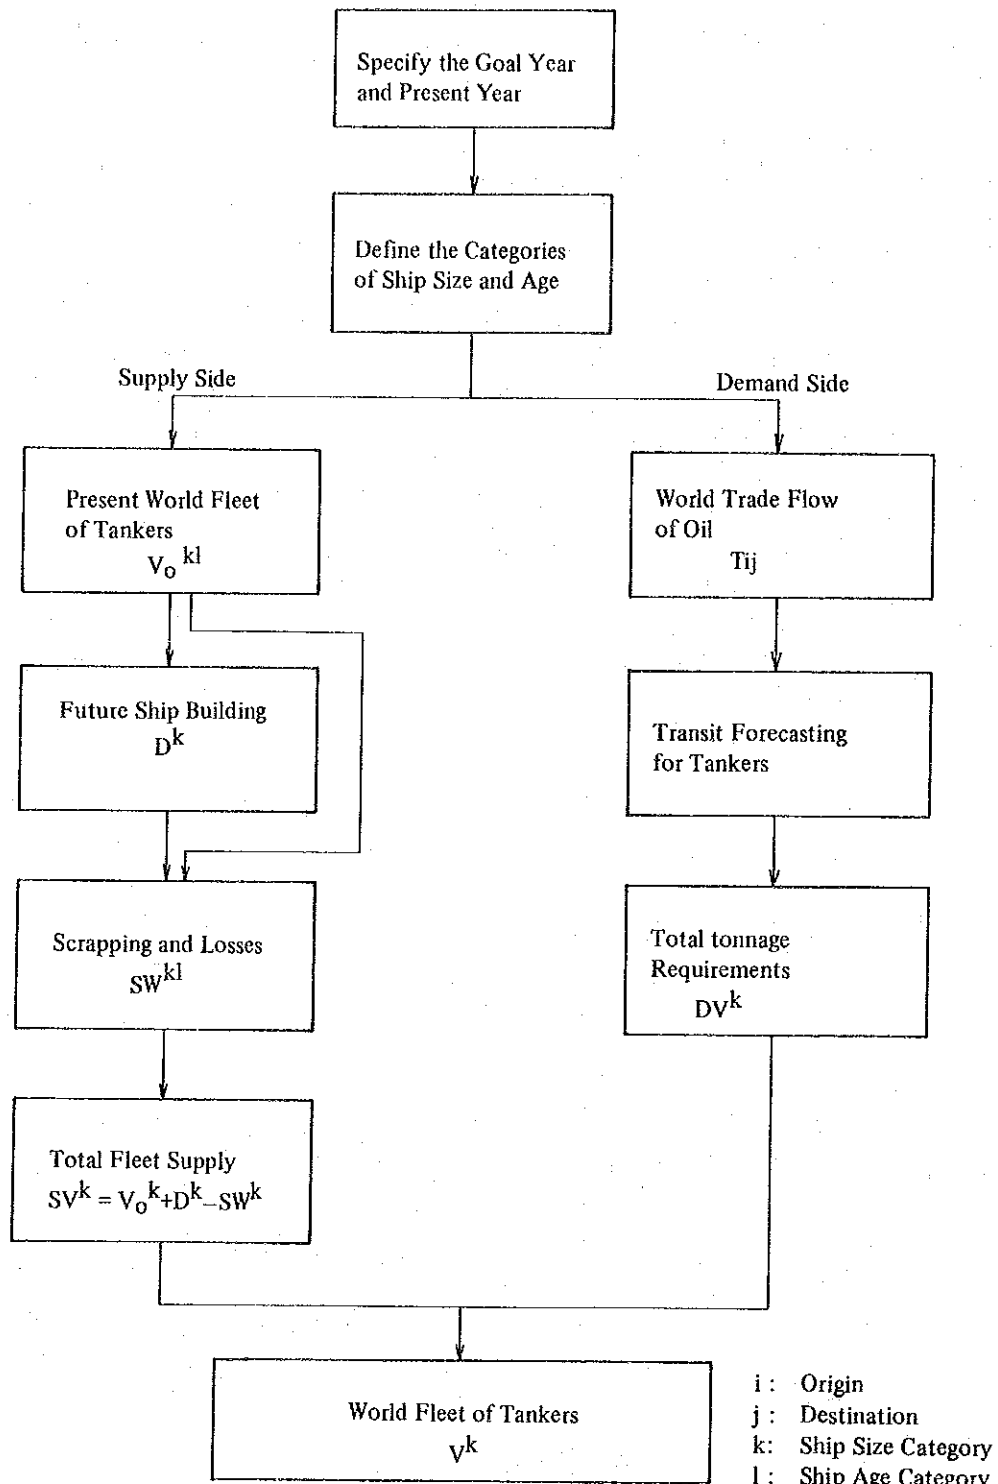 Specify the Goal Year
and Present Year
Define the Categories
of Ship Size and Age
Supply Side
Demand Side
Present World Fleet
of Tankers
V₀ᵏˡ
World Trade Flow
of Oil
Tij
Future Ship Building
Dᵏ
Transit Forecasting
for Tankers
Scrapping and Losses
SWᵏˡ
Total tonnage
Requirements
DVᵏ
Total Fleet Supply
SVᵏ = V₀ᵏ+Dᵏ–SWᵏ
World Fleet of Tankers
Vᵏ
i : Origin
j : Destination
k: Ship Size Category
l : Ship Age Category